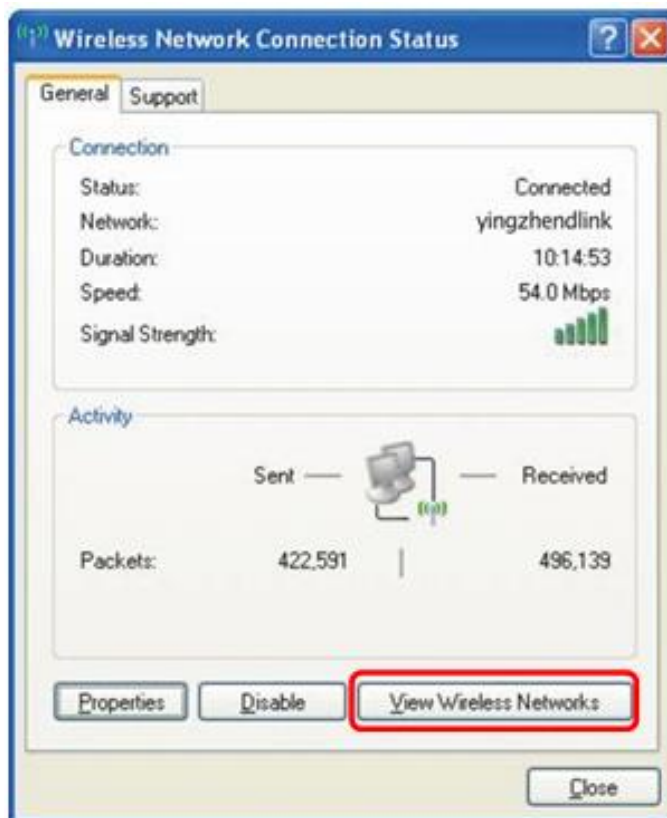 Wireless Network Connection Status
General Support
Connection
Status: Connected
Network: yingzhendlink
Duration: 10:14:53
Speed: 54.0 Mbps
Signal Strength:
Activity
Sent Received
Packets: 422,591 496,139
Properties Disable View Wireless Networks
Close